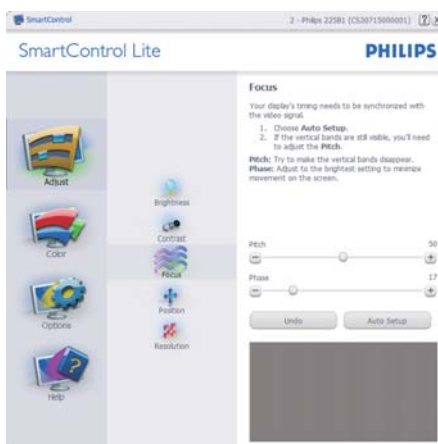 SmartControl
2 - Philips 225B1 (CS30715000001)
SmartControl Lite
PHILIPS
Adjust
Color
Options
Help
Brightness
Contrast
Focus
Position
Resolution
Focus
Your display's timing needs to be synchronized with
the video signal.
1. Choose Auto Setup.
2. If the vertical bands are still visible, you'll need
to adjust the Pitch.
Pitch: Try to make the vertical bands disappear.
Phase: Adjust to the brightest setting to minimize
movement on the screen.
Pitch 50
Phase 17
Undo Auto Setup